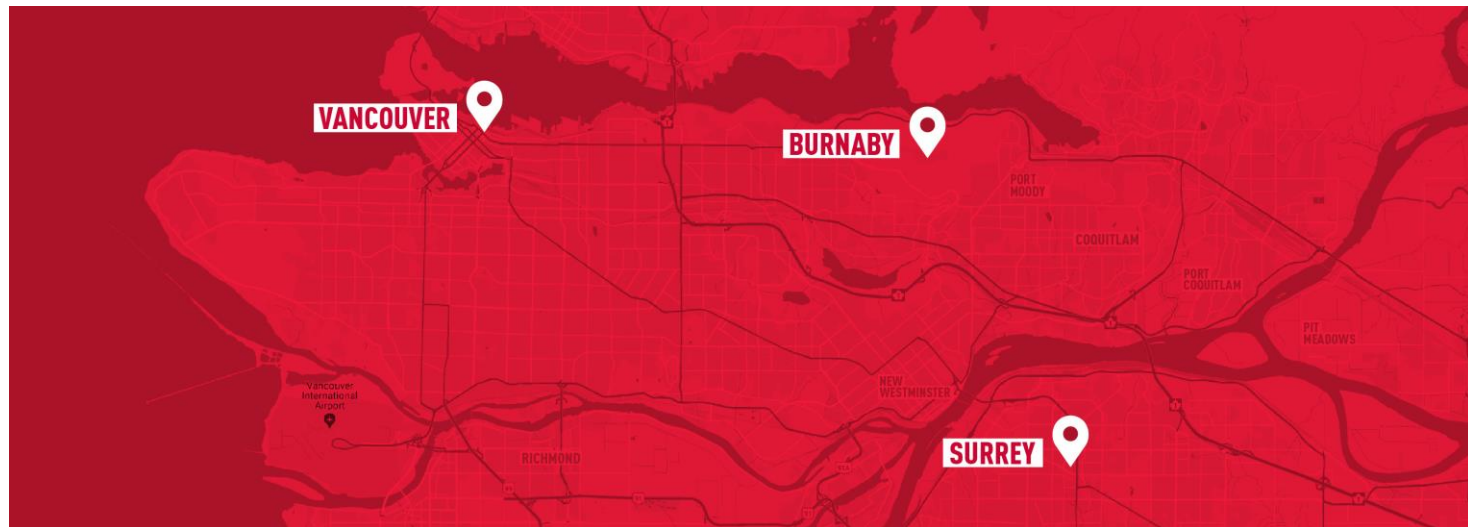 VANCOUVER
BURNABY
PORT
MOODY
COQUITLAM
PORT
COQUITLAM
PIT
MEADOWS
Vancouver
International
Airport
NEW
WESTMINSTER
SURREY
RICHMOND